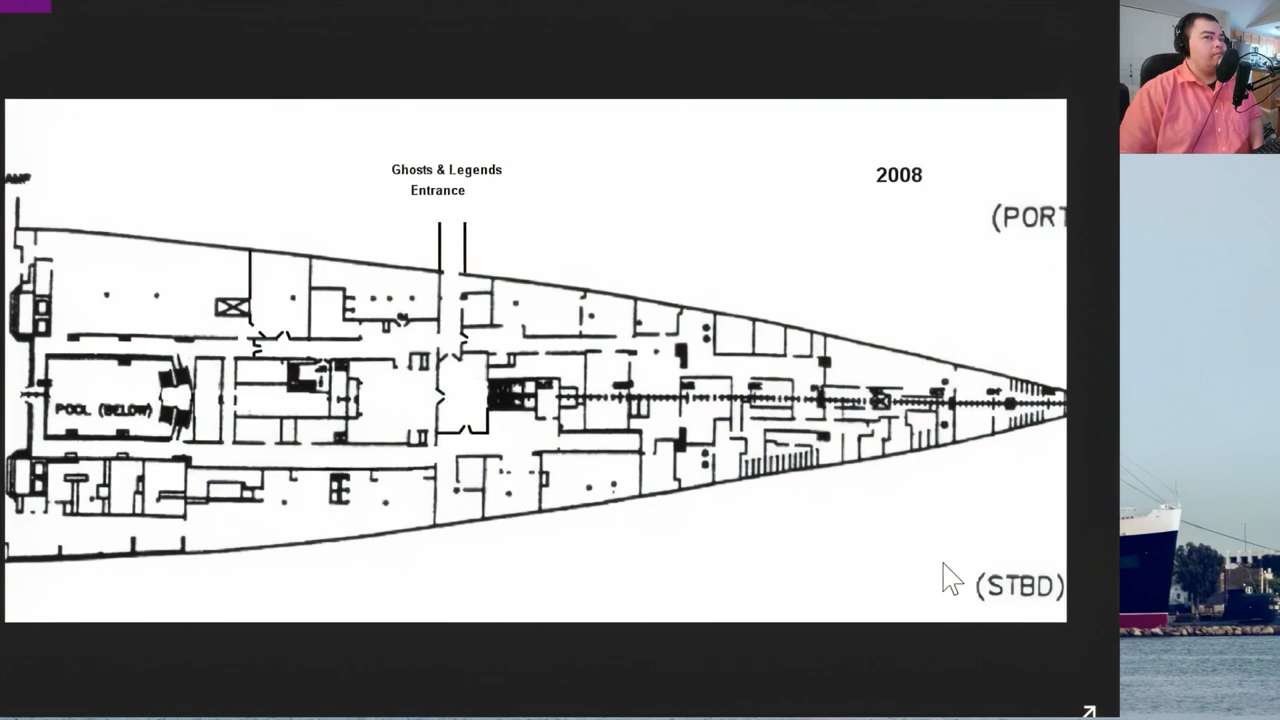 Ghosts & Legends
Entrance
2008
(PORT
POOL (BELOW)
(STBD)